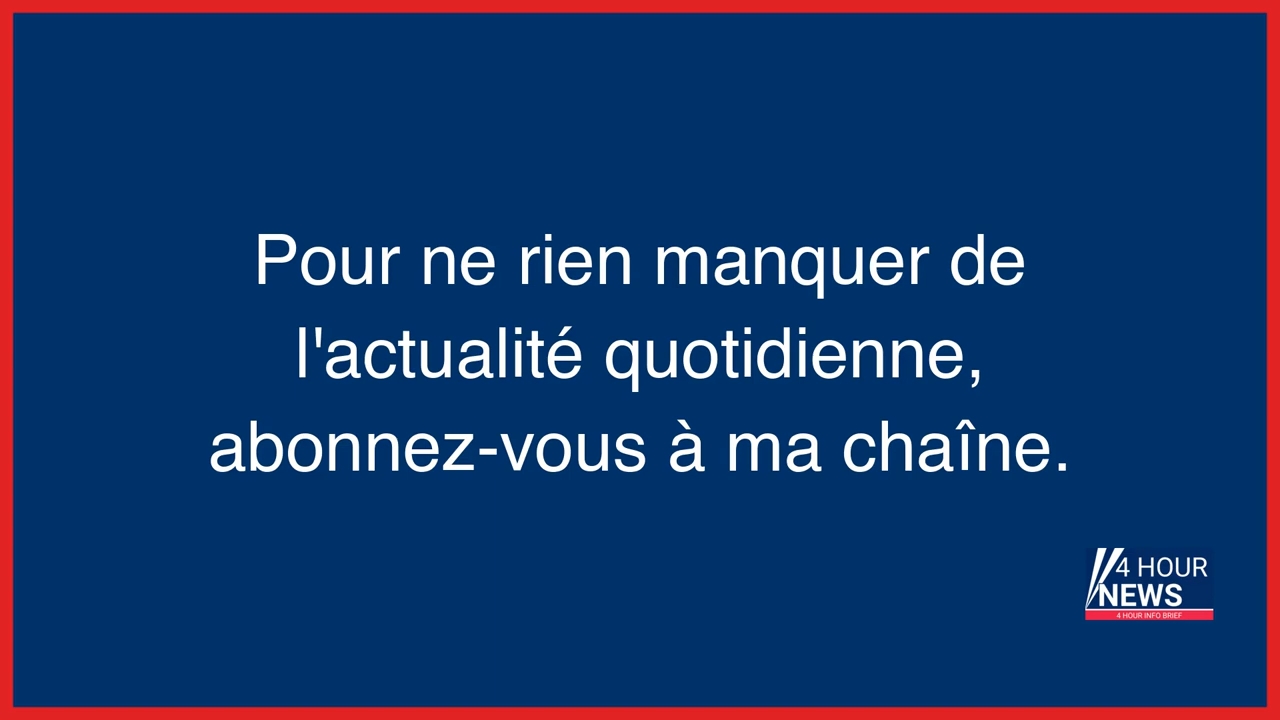 Pour ne rien manquer de
l'actualité quotidienne,
abonnez-vous à ma chaîne.
4 HOUR
NEWS
4 HOUR INFO BRIEF